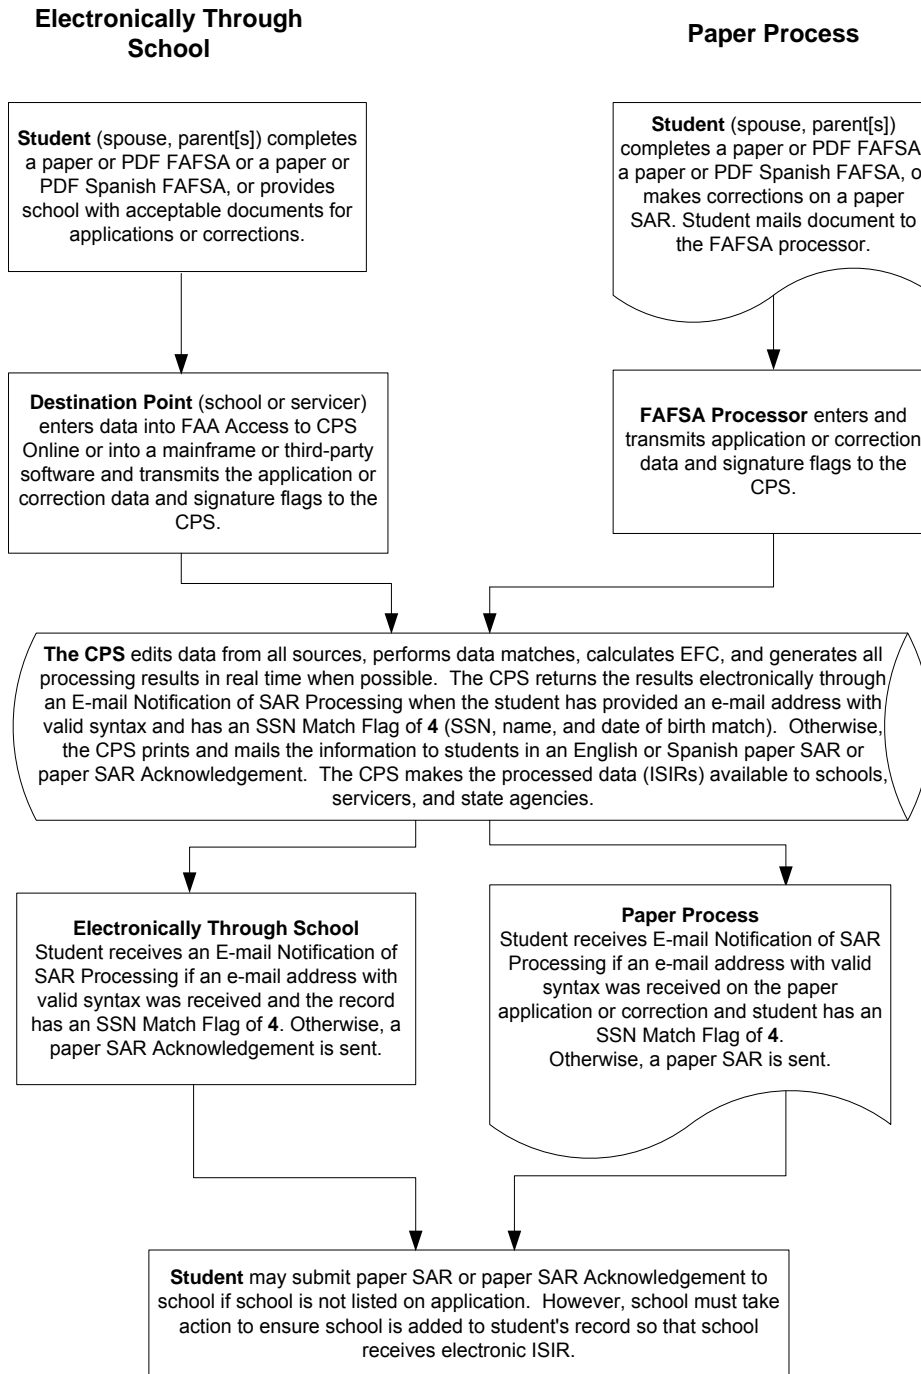 Electronically Through
School
Paper Process
Student (spouse, parent[s]) completes
a paper or PDF FAFSA or a paper or
PDF Spanish FAFSA, or provides
school with acceptable documents for
applications or corrections.
Student (spouse, parent[s])
completes a paper or PDF FAFSA
a paper or PDF Spanish FAFSA, o
makes corrections on a paper
SAR. Student mails document to
the FAFSA processor.
Destination Point (school or servicer)
enters data into FAA Access to CPS
Online or into a mainframe or third-party
software and transmits the application or
correction data and signature flags to the
CPS.
FAFSA Processor enters and
transmits application or correction
data and signature flags to the
CPS.
The CPS edits data from all sources, performs data matches, calculates EFC, and generates all
processing results in real time when possible. The CPS returns the results electronically through
an E-mail Notification of SAR Processing when the student has provided an e-mail address with
valid syntax and has an SSN Match Flag of 4 (SSN, name, and date of birth match). Otherwise,
the CPS prints and mails the information to students in an English or Spanish paper SAR or
paper SAR Acknowledgement. The CPS makes the processed data (ISIRs) available to schools,
servicers, and state agencies.
Electronically Through School
Student receives an E-mail Notification of
SAR Processing if an e-mail address with
valid syntax was received and the record
has an SSN Match Flag of 4. Otherwise, a
paper SAR Acknowledgement is sent.
Paper Process
Student receives E-mail Notification of SAR
Processing if an e-mail address with valid
syntax was received on the paper
application or correction and student has an
SSN Match Flag of 4.
Otherwise, a paper SAR is sent.
Student may submit paper SAR or paper SAR Acknowledgement to
school if school is not listed on application. However, school must take
action to ensure school is added to student's record so that school
receives electronic ISIR.